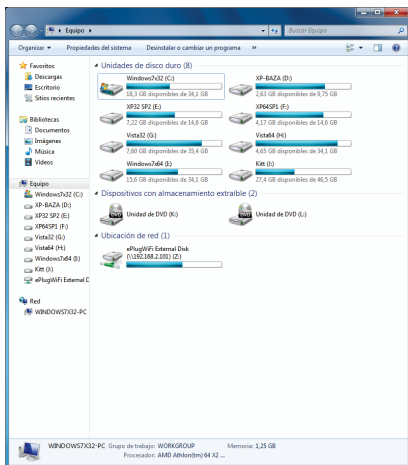 Equipo
Buscar Equipo
Organizar
Propiedades del sistema
Desinstalar o cambiar un programa
»
Favoritos
Descargas
Escritorio
Sitios recientes
Bibliotecas
Documentos
Imágenes
Música
Vídeos
Equipo
Windows7x32 (C:)
XP-BAZA (D:)
XP32 SP2 (E:)
XP64SP1 (F:)
Vista32 (G:)
Vista64 (H:)
Windows7x64 (I:)
Kitt (J:)
ePlugWiFi External D
Red
WINDOWS7X32-PC
Unidades de disco duro (8)
Windows7x32 (C:)
18,3 GB disponibles de 34,1 GB
XP-BAZA (D:)
2,63 GB disponibles de 9,75 GB
XP32 SP2 (E:)
7,22 GB disponibles de 14,6 GB
XP64SP1 (F:)
4,17 GB disponibles de 14,6 GB
Vista32 (G:)
7,60 GB disponibles de 35,4 GB
Vista64 (H:)
4,65 GB disponibles de 34,1 GB
Windows7x64 (I:)
15,6 GB disponibles de 34,1 GB
Kitt (J:)
27,4 GB disponibles de 46,5 GB
Dispositivos con almacenamiento extraíble (2)
DVD
Unidad de DVD (K:)
DVD
Unidad de DVD (L:)
Ubicación de red (1)
ePlugWiFi External Disk
(\\192.168.2.101) (Z:)
WINDOWS7X32-PC Grupo de trabajo: WORKGROUP Memoria: 1,25 GB
Procesador: AMD Athlon(tm) 64 X2 ...